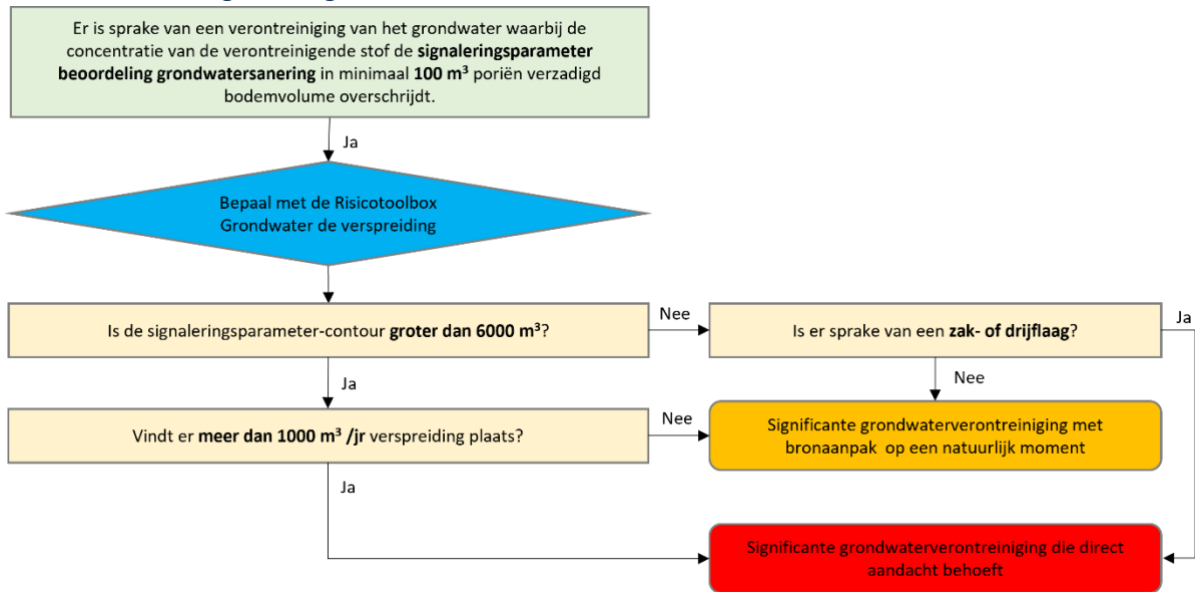 Er is sprake van een verontreiniging van het grondwater waarbij de
concentratie van de verontreinigende stof de signaleringsparameter
beoordeling grondwatersanering in minimaal 100 m³ poriën verzadigd
bodemvolume overschrijdt.
Ja
Bepaal met de Risicotoolbox
Grondwater de verspreiding
Is de signaleringsparameter-contour groter dan 6000 m³?
Nee
Is er sprake van een zak- of drijflaag?
Ja
Ja
Nee
Vindt er meer dan 1000 m³ /jr verspreiding plaats?
Nee
Significante grondwaterverontreiniging met
bronaanpak op een natuurlijk moment
Ja
Significante grondwaterverontreiniging die direct
aandacht behoeft